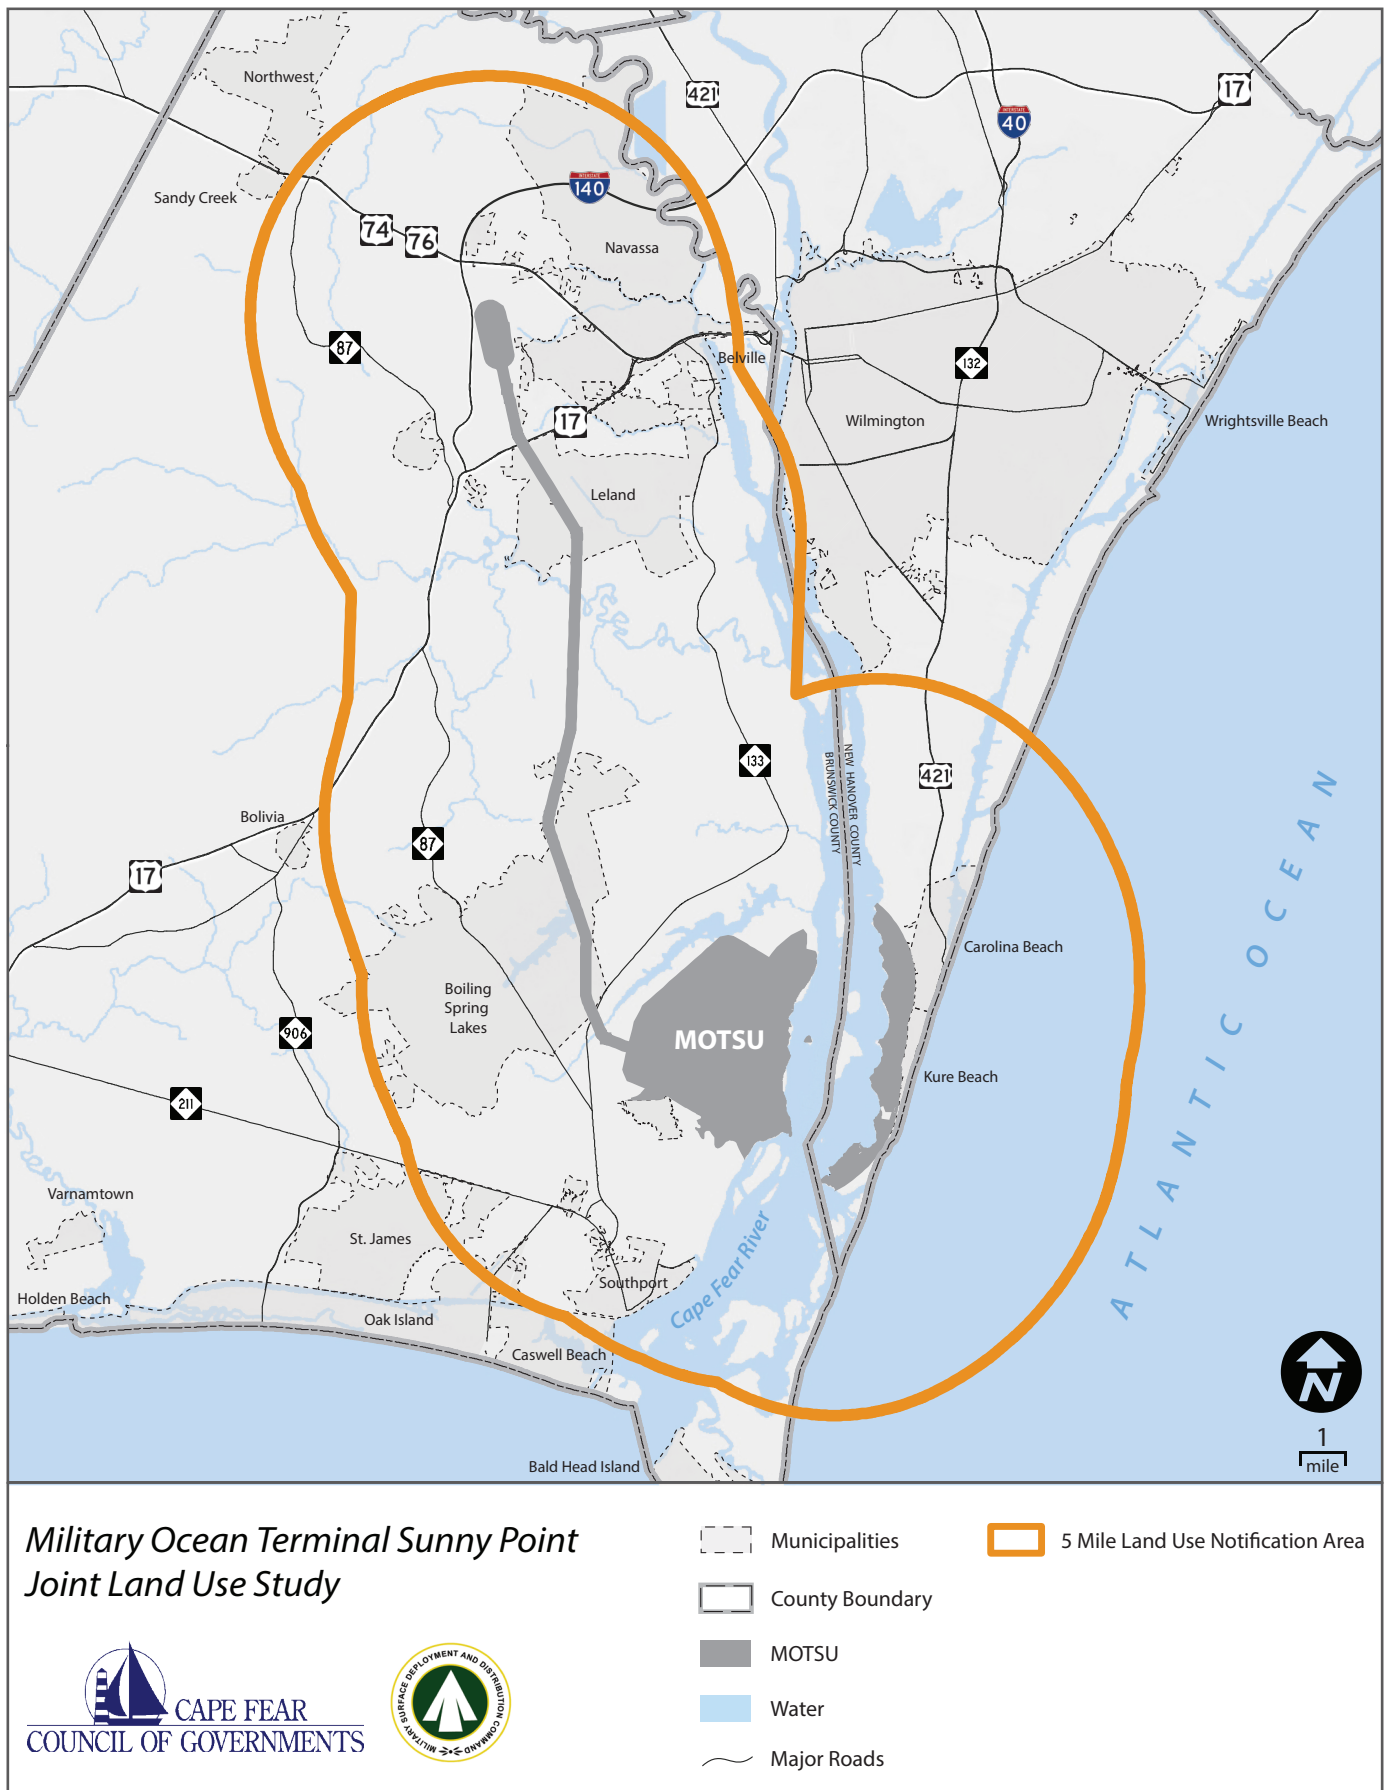 Northwest
421
17
INTERSTATE
40
Sandy Creek
INTERSTATE
140
74
76
Navassa
87
Belville
132
17
Wilmington
Wrightsville Beach
Leland
133
NEW HANOVER COUNTY
BRUNSWICK COUNTY
421
ATLANTIC OCEAN
Bolivia
87
17
Carolina Beach
Boiling
Spring
Lakes
906
MOTSU
Kure Beach
211
Varnamtown
St. James
Cape Fear River
Southport
Holden Beach
Oak Island
Caswell Beach
N
1
mile
Bald Head Island
Military Ocean Terminal Sunny Point
Joint Land Use Study
Municipalities
5 Mile Land Use Notification Area
County Boundary
MOTSU
Water
Major Roads
CAPE FEAR
COUNCIL OF GOVERNMENTS
MILITARY SURFACE DEPLOYMENT AND DISTRIBUTION COMMAND